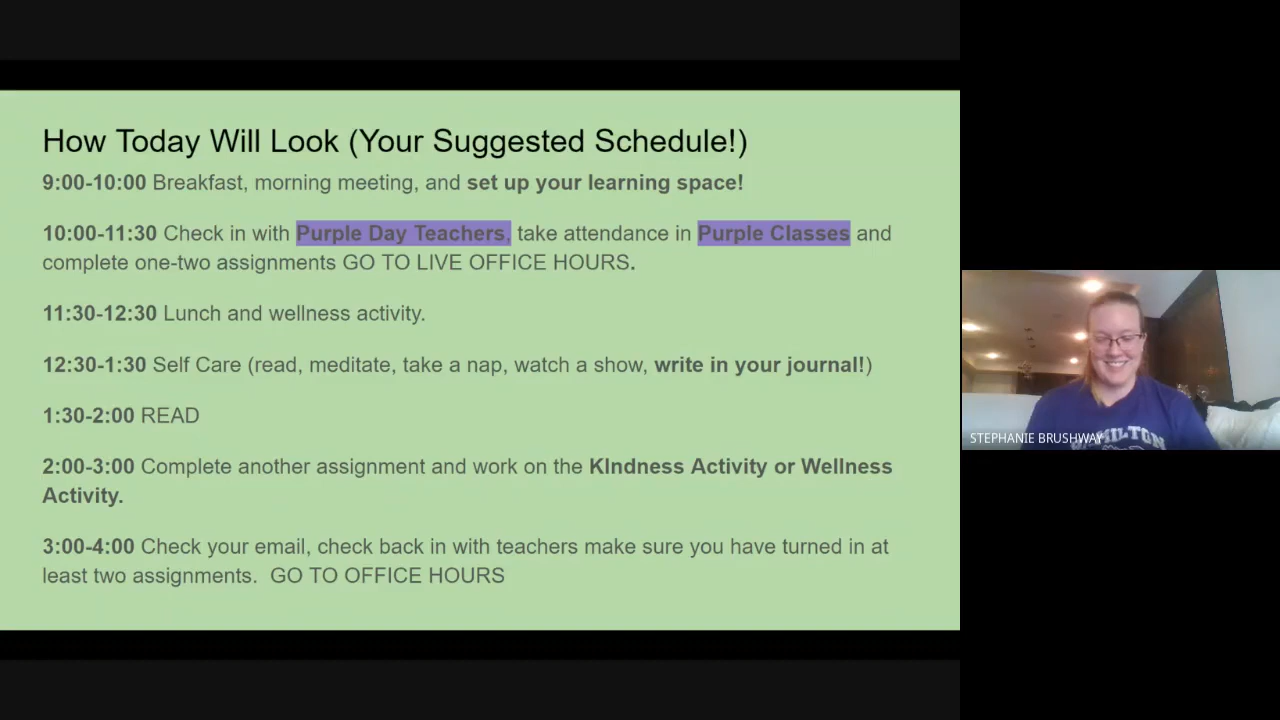 How Today Will Look (Your Suggested Schedule!)
9:00-10:00 Breakfast, morning meeting, and set up your learning space!
10:00-11:30 Check in with Purple Day Teachers, take attendance in Purple Classes and
complete one-two assignments GO TO LIVE OFFICE HOURS.
11:30-12:30 Lunch and wellness activity.
12:30-1:30 Self Care (read, meditate, take a nap, watch a show, write in your journal!)
1:30-2:00 READ
2:00-3:00 Complete another assignment and work on the KIndness Activity or Wellness
Activity.
3:00-4:00 Check your email, check back in with teachers make sure you have turned in at
least two assignments.  GO TO OFFICE HOURS
STEPHANIE BRUSHWAY
HAMILTON